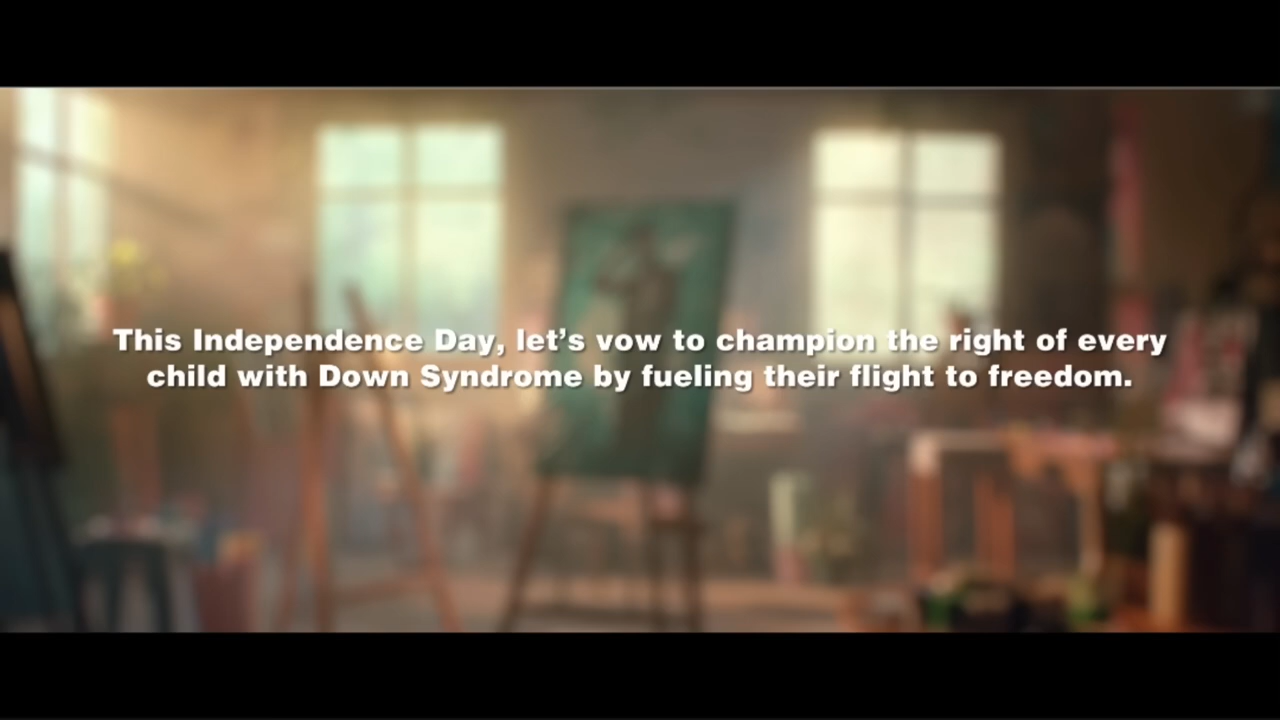 This Independence Day, let’s vow to champion the right of every
child with Down Syndrome by fueling their flight to freedom.